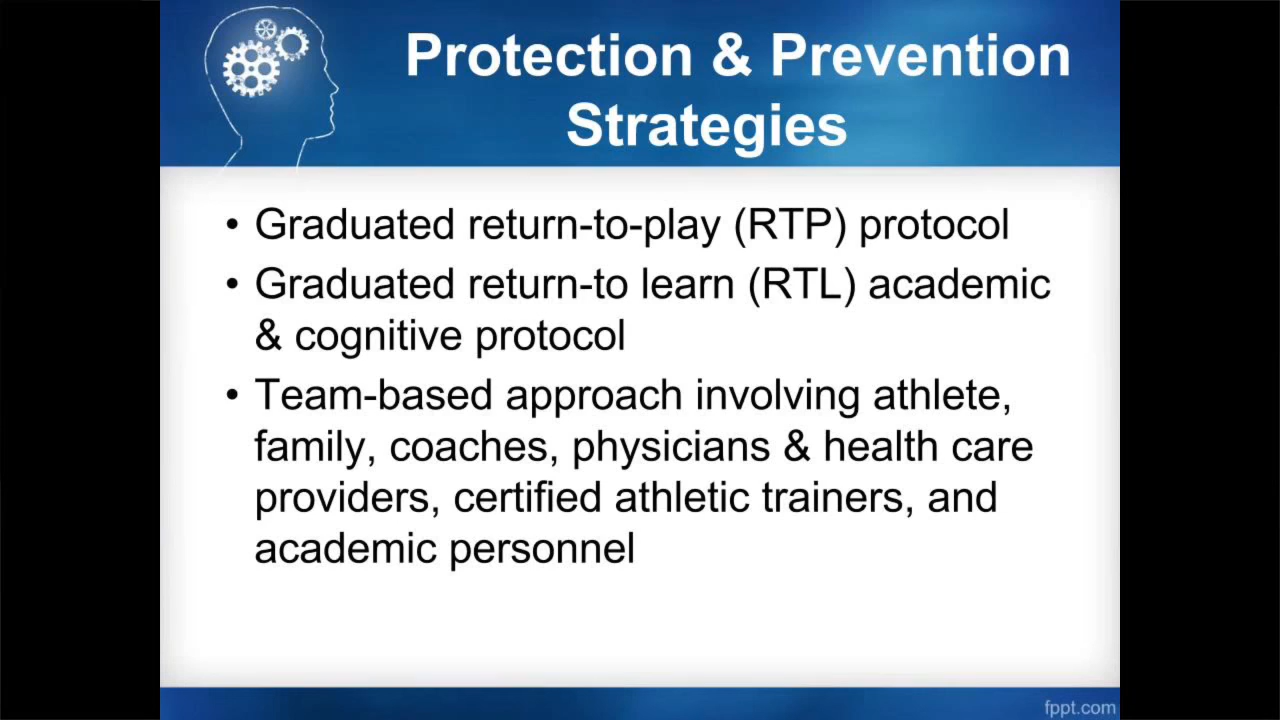 Protection & Prevention
Strategies
• Graduated return-to-play (RTP) protocol
• Graduated return-to learn (RTL) academic
& cognitive protocol
• Team-based approach involving athlete,
family, coaches, physicians & health care
providers, certified athletic trainers, and
academic personnel
fppt.com